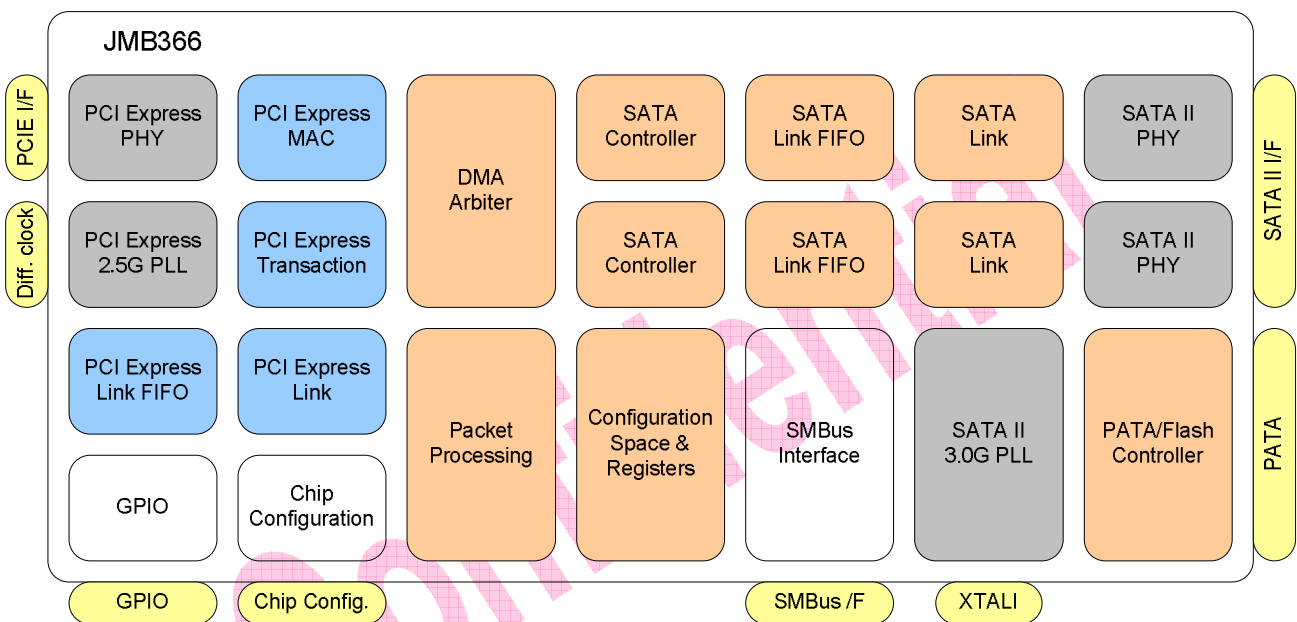 JMB366
PCIE I/F
PCI Express
PHY
PCI Express
MAC
DMA
Arbiter
SATA
Controller
SATA
Link FIFO
SATA
Link
SATA II
PHY
SATA II I/F
Diff. clock
PCI Express
2.5G PLL
PCI Express
Transaction
SATA
Controller
SATA
Link FIFO
SATA
Link
SATA II
PHY
PCI Express
Link FIFO
PCI Express
Link
Packet
Processing
Configuration
Space &
Registers
SMBus
Interface
SATA II
3.0G PLL
PATA/Flash
Controller
PATA
GPIO
Chip
Configuration
GPIO
Chip Config.
SMBus /F
XTALI
Confidential